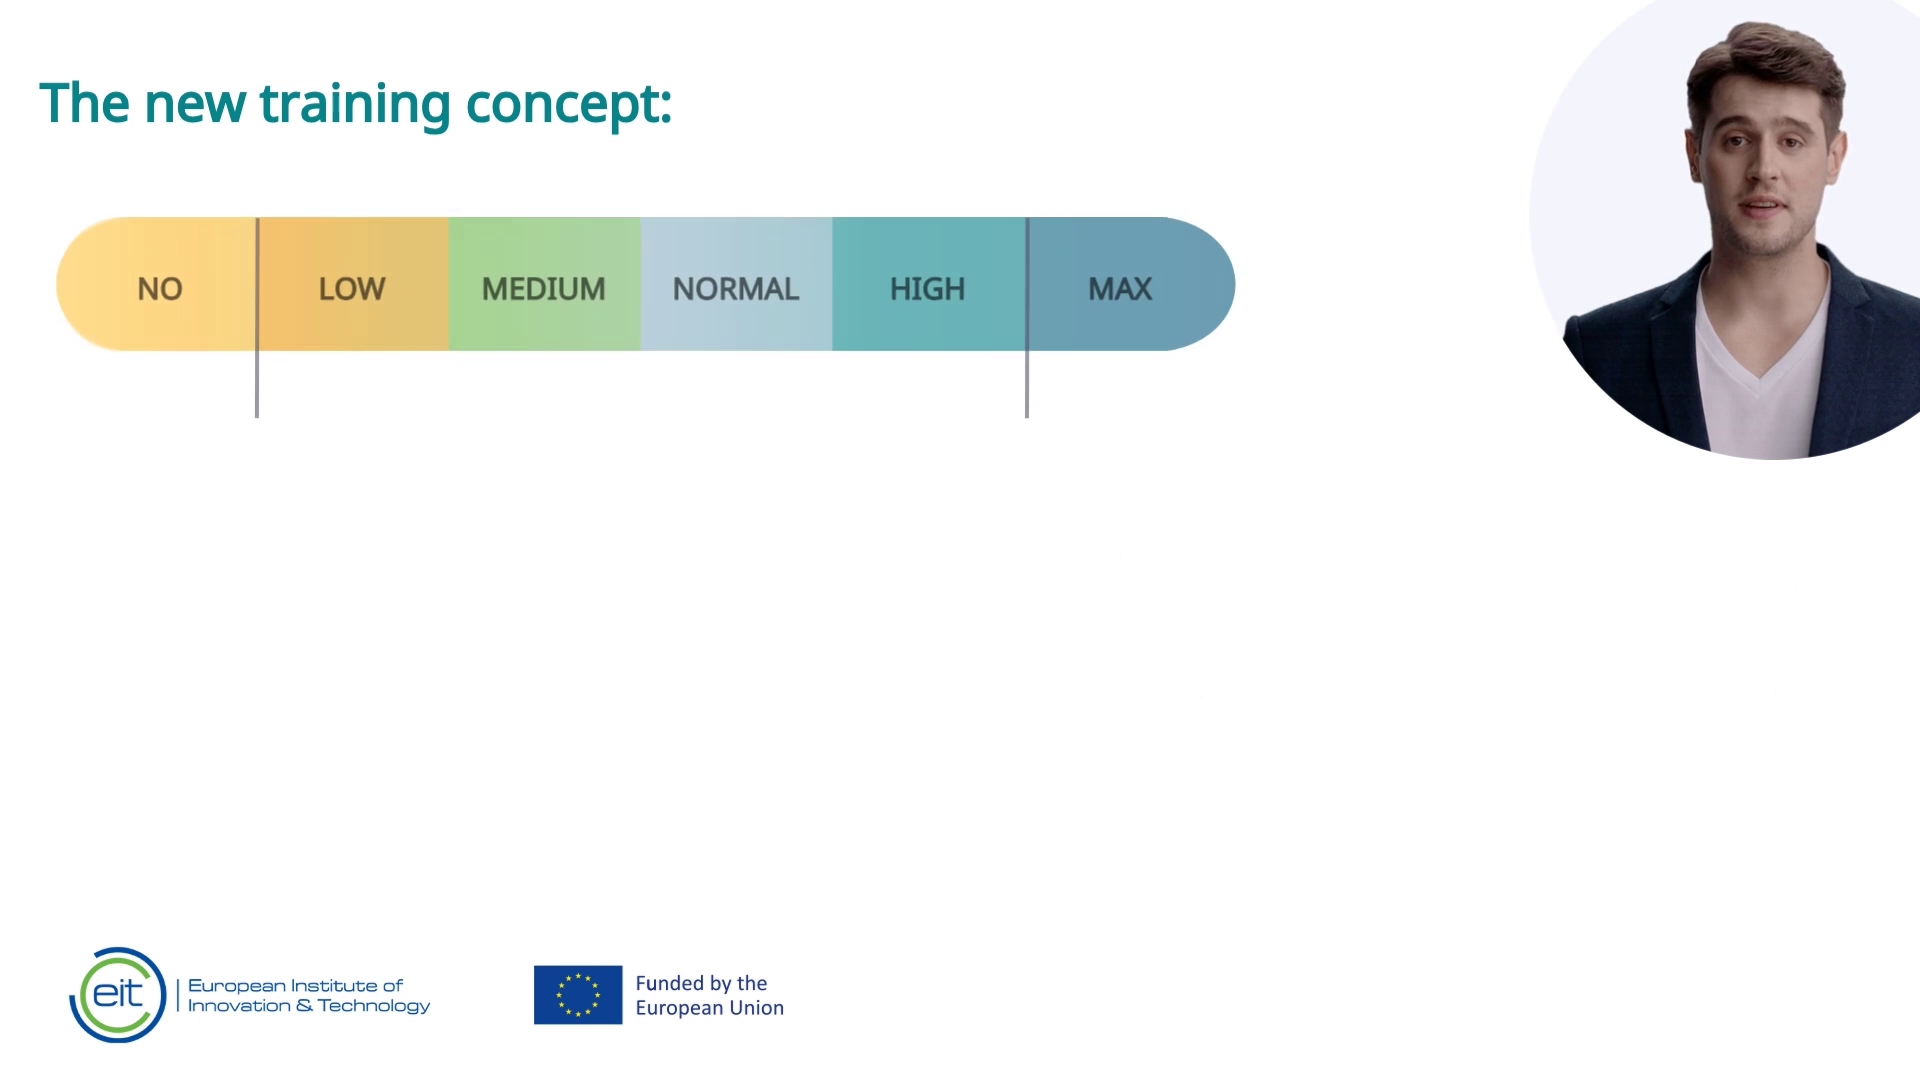 The new training concept:
NO LOW MEDIUM NORMAL HIGH MAX
eit European Institute of
Innovation & Technology
Funded by the
European Union